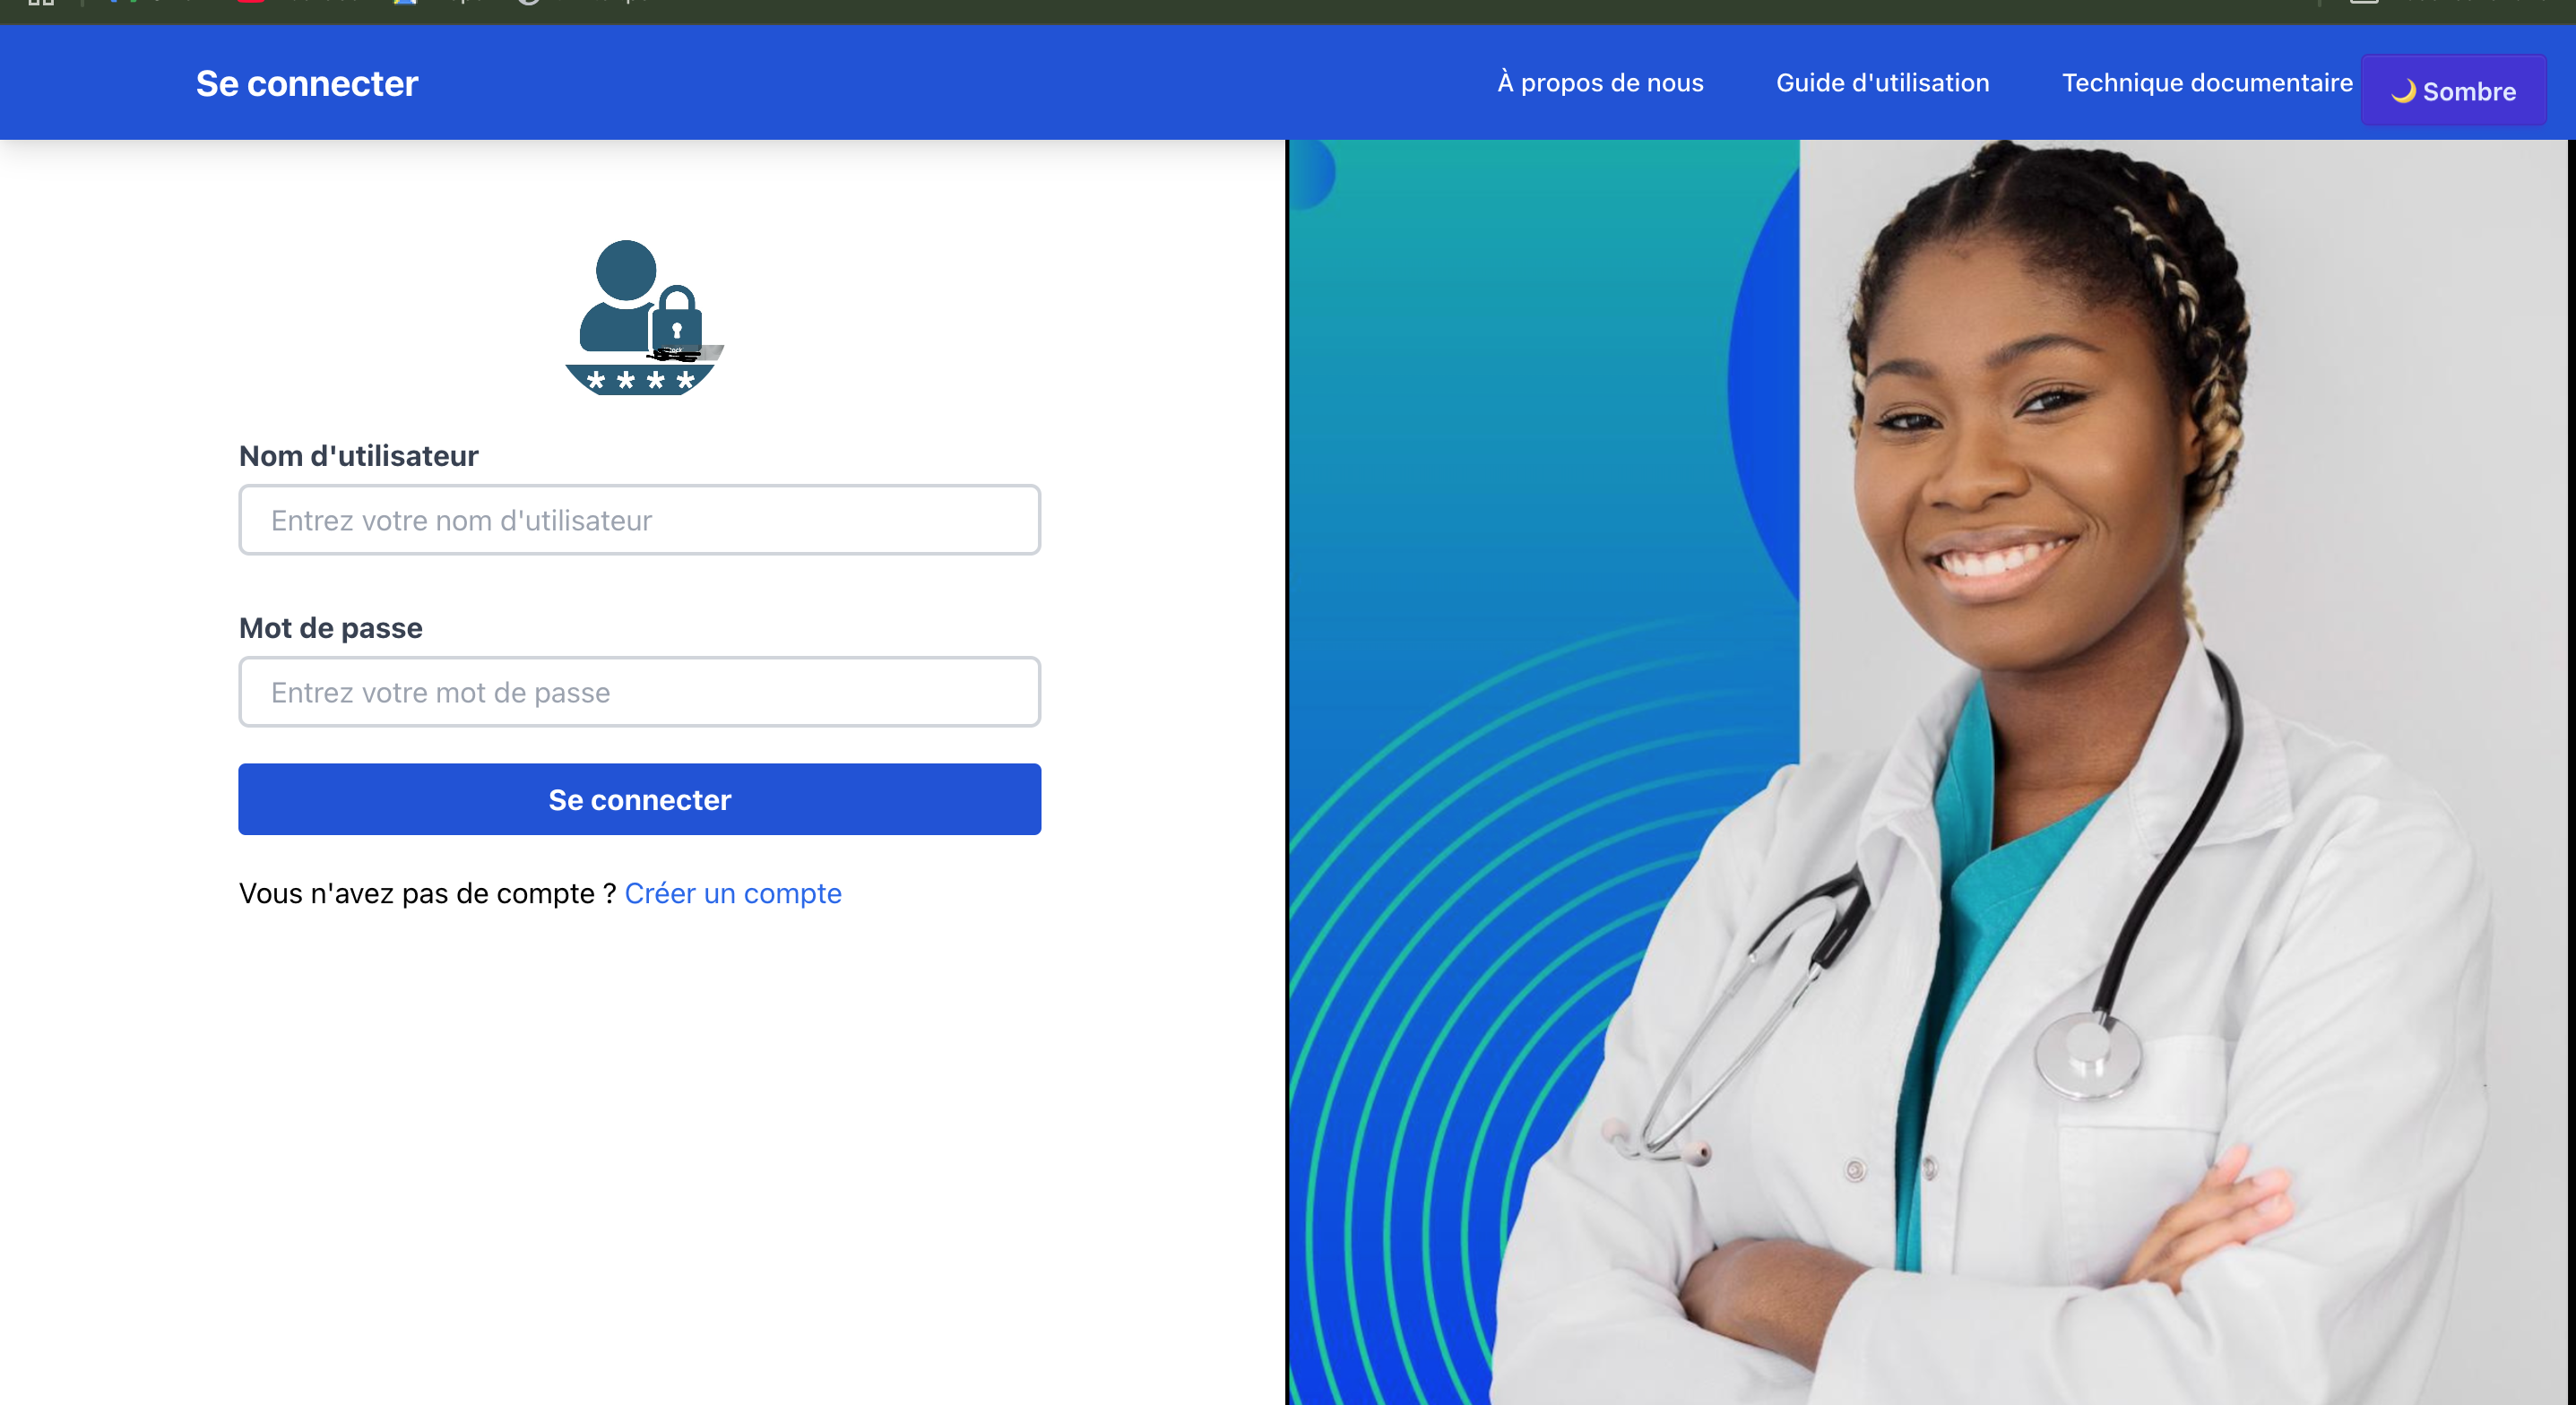 Se connecter
À propos de nous
Guide d'utilisation
Technique documentaire
🌙 Sombre
* * * *
Nom d'utilisateur
Entrez votre nom d'utilisateur
Mot de passe
Entrez votre mot de passe
Se connecter
Vous n'avez pas de compte ? Créer un compte